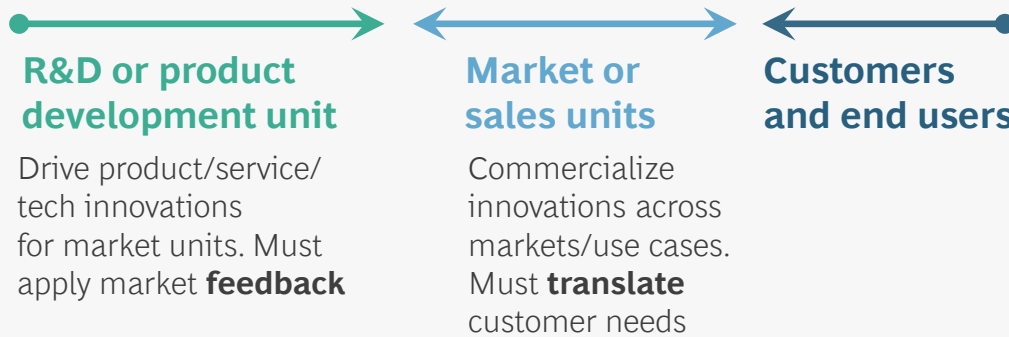 R&D or product
development unit
Drive product/service/
tech innovations
for market units. Must
apply market feedback
Market or
sales units
Commercialize
innovations across
markets/use cases.
Must translate
customer needs
Customers
and end users